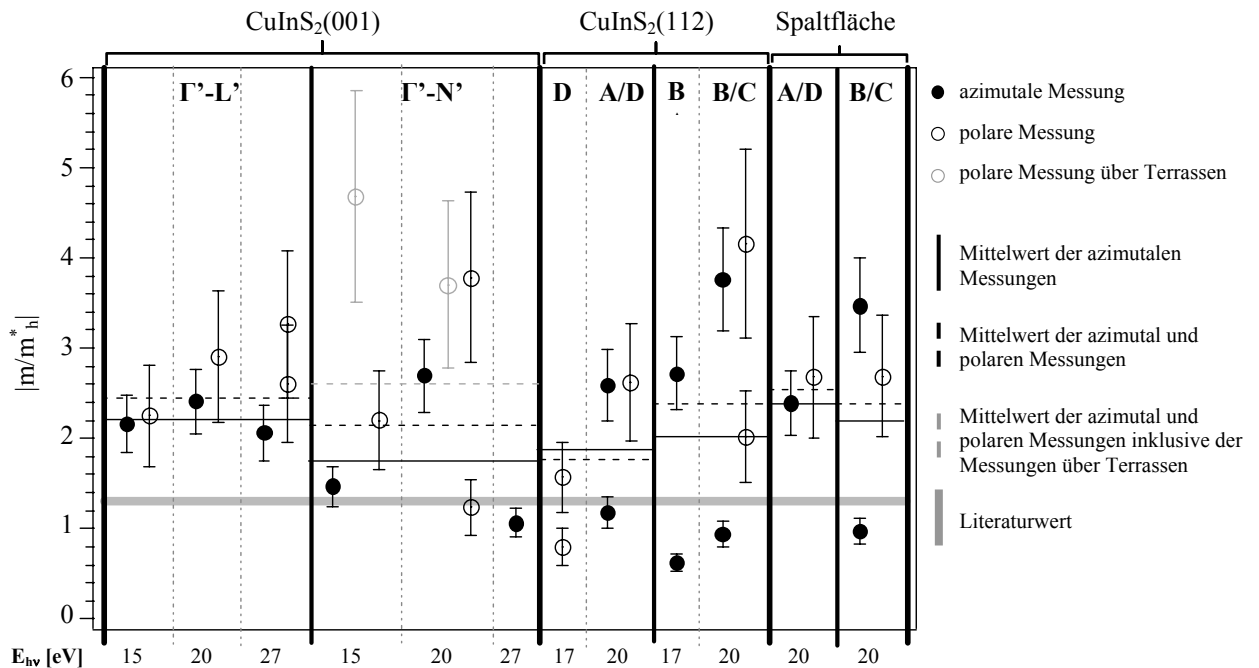 CuInS₂(001) CuInS₂(112) Spaltfläche
Γ’-L’ Γ’-N’ D A/D B B/C A/D B/C
6
5
4
3
2
1
0
|m/m*ₕ|
E_hν [eV] 15 20 27 15 20 27 17 20 17 20 20 20
azimutale Messung
polare Messung
polare Messung über Terrassen
Mittelwert der azimutalen
Messungen
Mittelwert der azimutal und
polaren Messungen
Mittelwert der azimutal und
polaren Messungen inklusive der
Messungen über Terrassen
Literaturwert